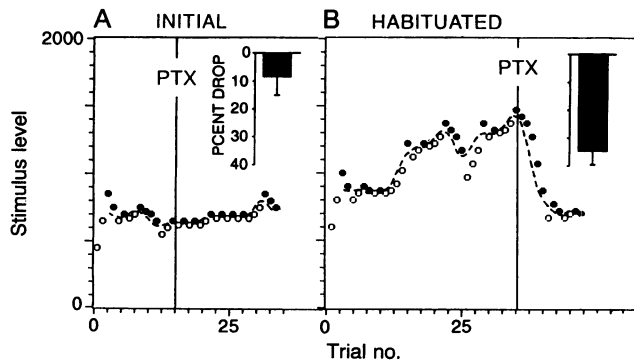 A INITIAL
B HABITUATED
2000
PTX
PCENT DROP
0
10
20
30
40
PTX
Stimulus level
0
0
25
0
25
Trial no.